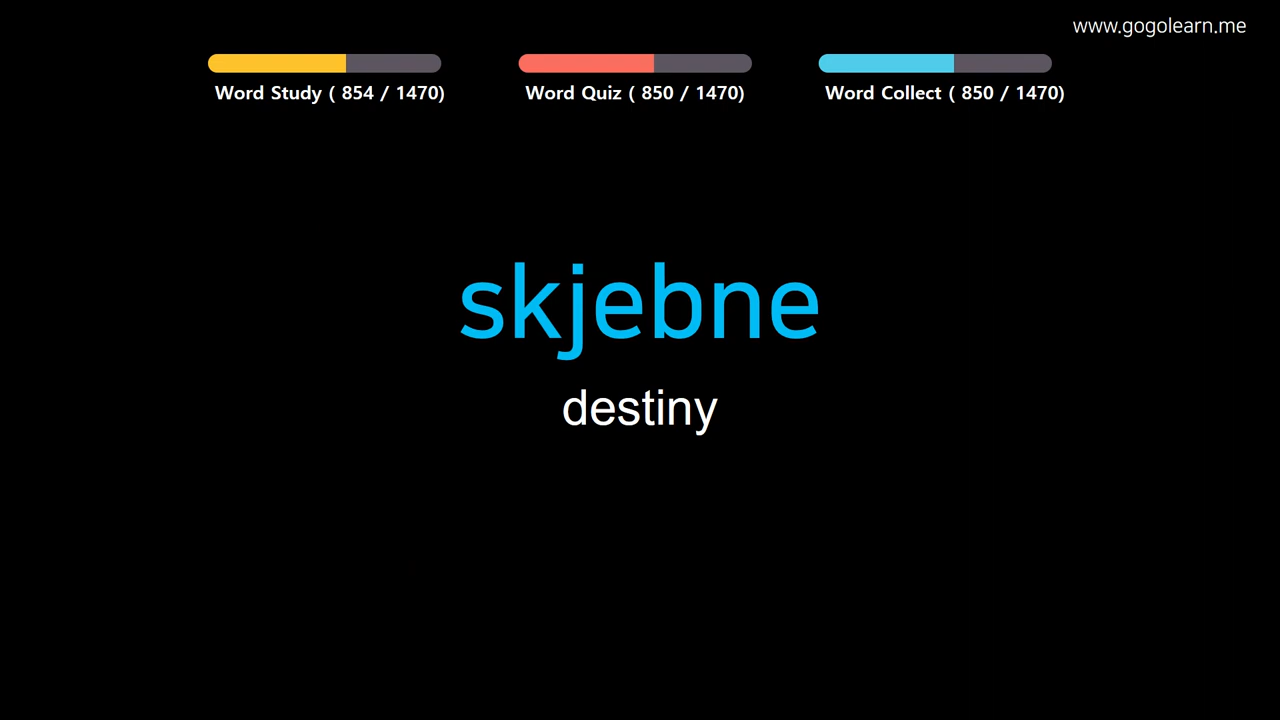 www.gogolearn.me
Word Study ( 854 / 1470)
Word Quiz ( 850 / 1470)
Word Collect ( 850 / 1470)
skjebne
destiny